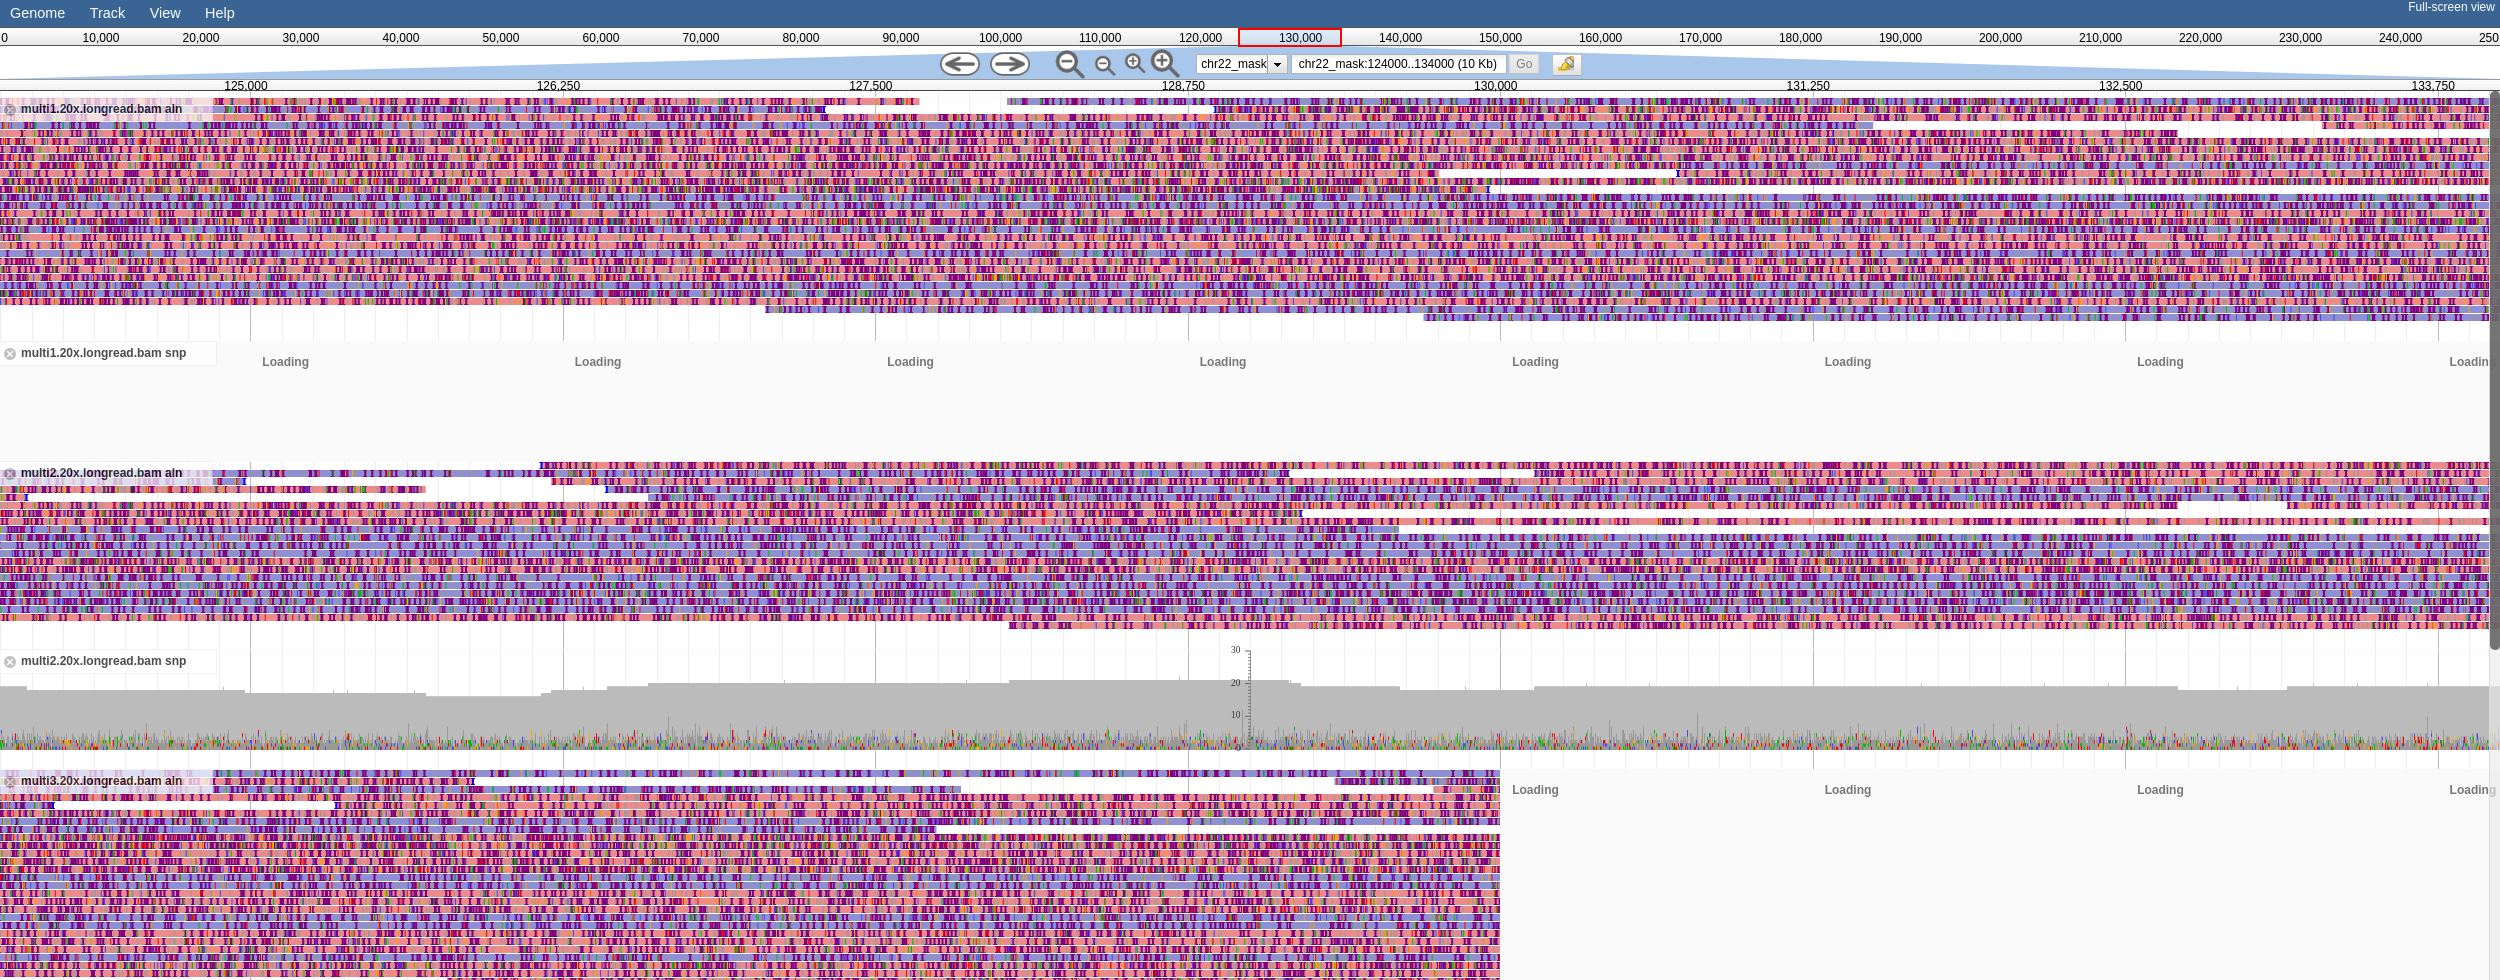 Genome Track View Help Full-screen view
0 10,000 20,000 30,000 40,000 50,000 60,000 70,000 80,000 90,000 100,000 110,000 120,000 130,000 140,000 150,000 160,000 170,000 180,000 190,000 200,000 210,000 220,000 230,000 240,000 250
chr22_mask chr22_mask:124000..134000 (10 Kb) Go
125,000 126,250 127,500 128,750 130,000 131,250 132,500 133,750
multi1.20x.longread.bam aln
multi1.20x.longread.bam snp
Loading Loading Loading Loading Loading Loading Loading Loading
multi2.20x.longread.bam aln
30
multi2.20x.longread.bam snp
20
10
0
multi3.20x.longread.bam aln
Loading Loading Loading Loading